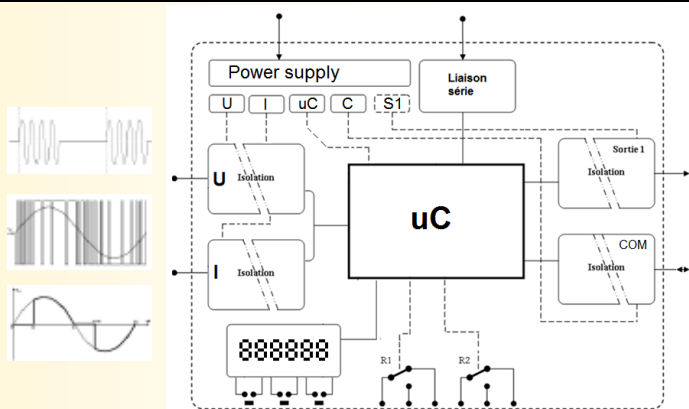 Power supply
U I uC C S1
Liaison
série
U Isolation
I Isolation
uC
Sortie 1
Isolation
COM
Isolation
888888
R1
R2